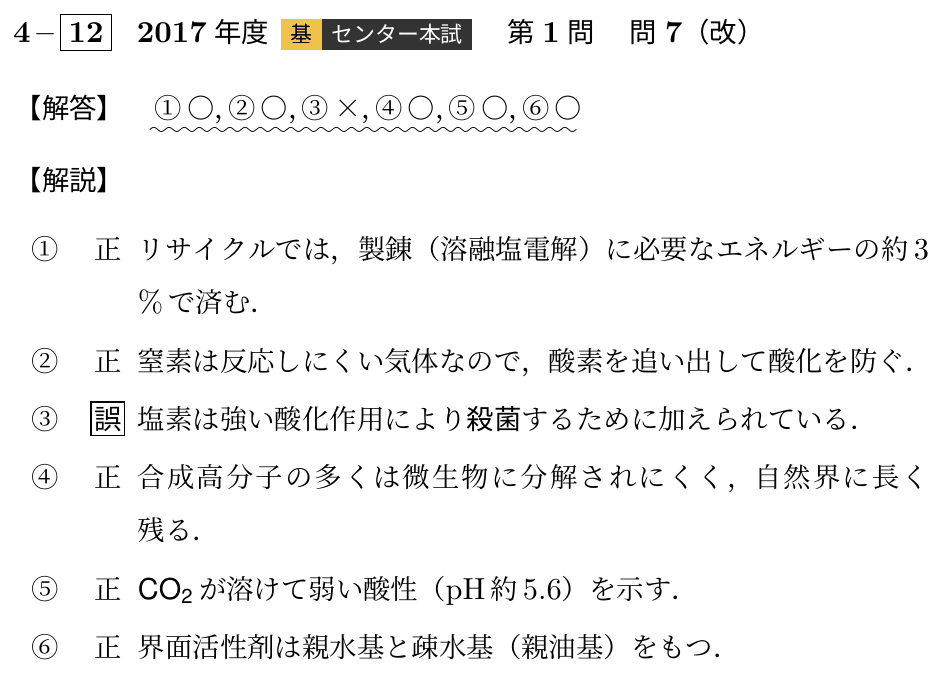 4－12 2017 年度 基 センター本試 第 1 問 問 7（改）
【解答】 ① ○, ② ○, ③ ×, ④ ○, ⑤ ○, ⑥ ○
【解説】
① 正 リサイクルでは，製錬（溶融塩電解）に必要なエネルギーの約 3
% で済む．
② 正 窒素は反応しにくい気体なので，酸素を追い出して酸化を防ぐ．
③ 誤 塩素は強い酸化作用により殺菌するために加えられている．
④ 正 合成高分子の多くは微生物に分解されにくく，自然界に長く
残る．
⑤ 正 CO₂ が溶けて弱い酸性（pH 約 5.6）を示す．
⑥ 正 界面活性剤は親水基と疎水基（親油基）をもつ．